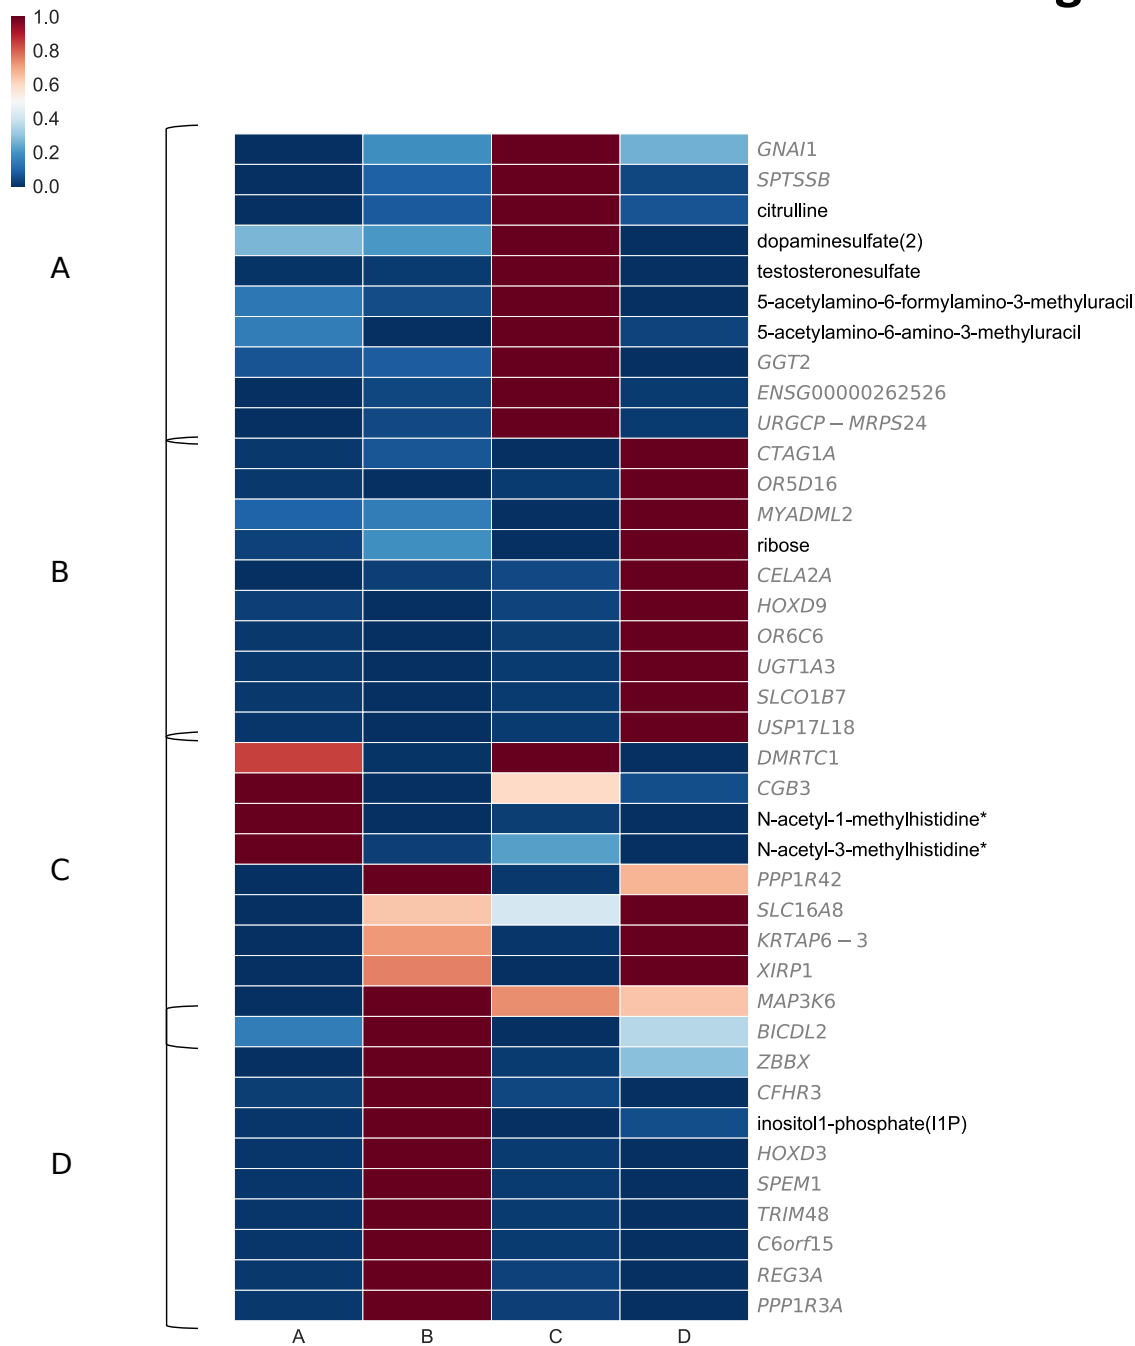 g
1.0
0.8
0.6
0.4
0.2
0.0
GNAI1
SPTSSB
citrulline
A
dopaminesulfate(2)
testosteronesulfate
5-acetylamino-6-formylamino-3-methyluracil
5-acetylamino-6-amino-3-methyluracil
GGT2
ENSG00000262526
URGCP − MRPS24
CTAG1A
OR5D16
MYADML2
ribose
B
CELA2A
HOXD9
OR6C6
UGT1A3
SLCO1B7
USP17L18
DMRTC1
CGB3
N-acetyl-1-methylhistidine*
N-acetyl-3-methylhistidine*
C
PPP1R42
SLC16A8
KRTAP6 − 3
XIRP1
MAP3K6
BICDL2
ZBBX
CFHR3
inositol1-phosphate(I1P)
HOXD3
D
SPEM1
TRIM48
C6orf15
REG3A
PPP1R3A
A B C D